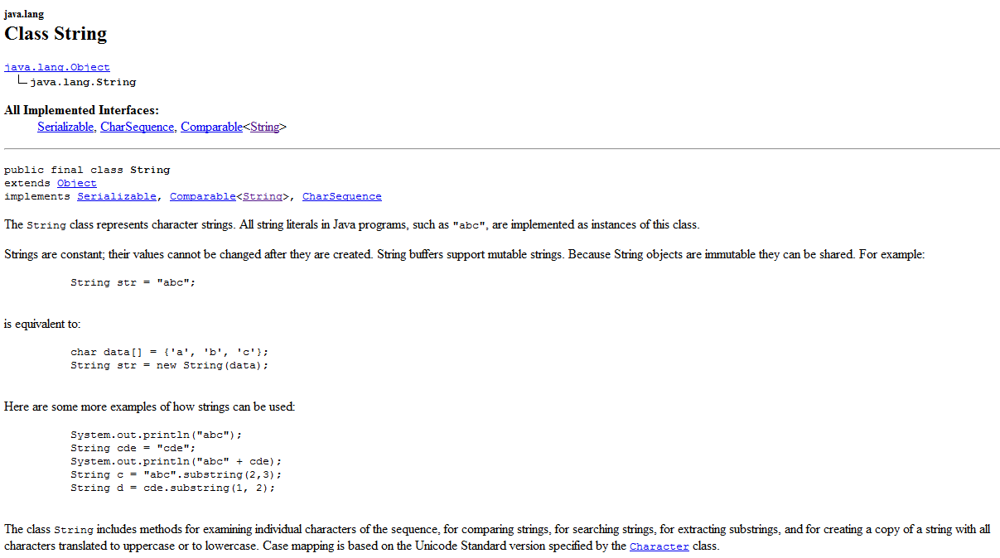 java.lang
Class String
java.lang.Object
java.lang.String
All Implemented Interfaces:
Serializable, CharSequence, Comparable<String>
public final class String
extends Object
implements Serializable, Comparable<String>, CharSequence
The String class represents character strings. All string literals in Java programs, such as "abc", are implemented as instances of this class.
Strings are constant; their values cannot be changed after they are created. String buffers support mutable strings. Because String objects are immutable they can be shared. For example:
String str = "abc";
is equivalent to:
char data[] = {'a', 'b', 'c'};
String str = new String(data);
Here are some more examples of how strings can be used:
System.out.println("abc");
String cde = "cde";
System.out.println("abc" + cde);
String c = "abc".substring(2,3);
String d = cde.substring(1, 2);
The class String includes methods for examining individual characters of the sequence, for comparing strings, for searching strings, for extracting substrings, and for creating a copy of a string with all
characters translated to uppercase or to lowercase. Case mapping is based on the Unicode Standard version specified by the Character class.